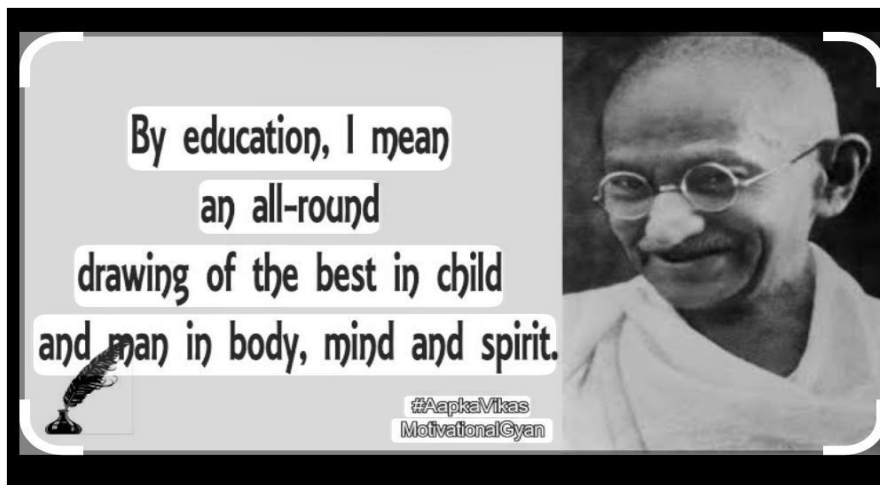 By education, I mean
an all-round
drawing of the best in child
and man in body, mind and spirit.
#AapkaVikas
MotivationalGyan